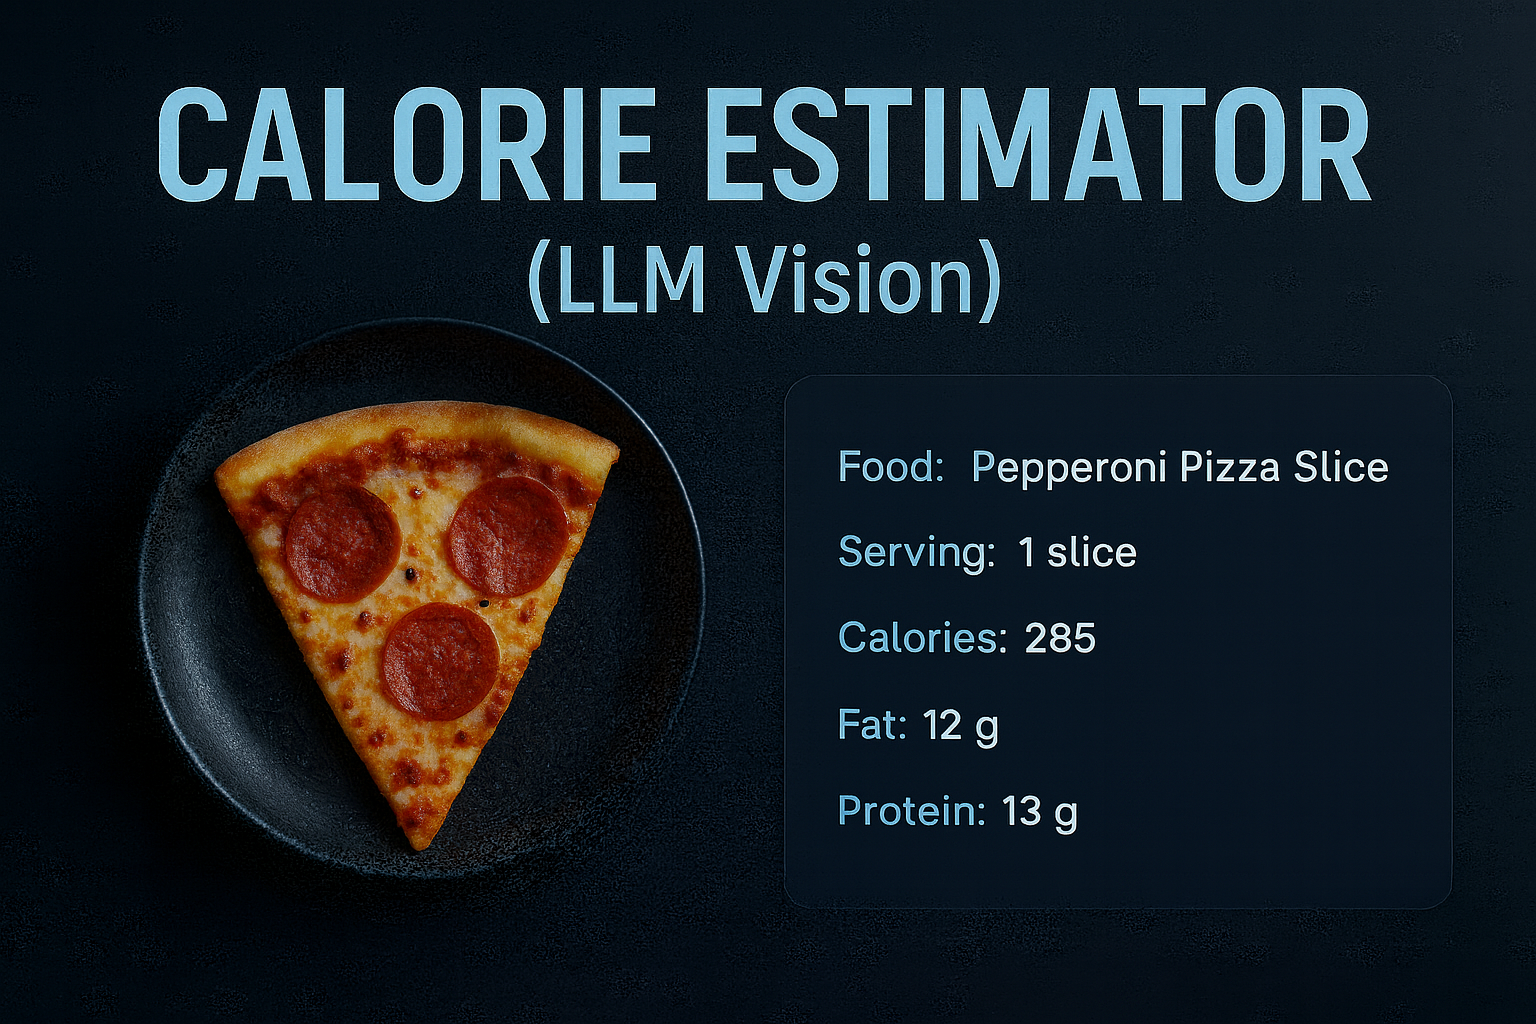 CALORIE ESTIMATOR
(LLM Vision)
Food: Pepperoni Pizza Slice
Serving: 1 slice
Calories: 285
Fat: 12 g
Protein: 13 g